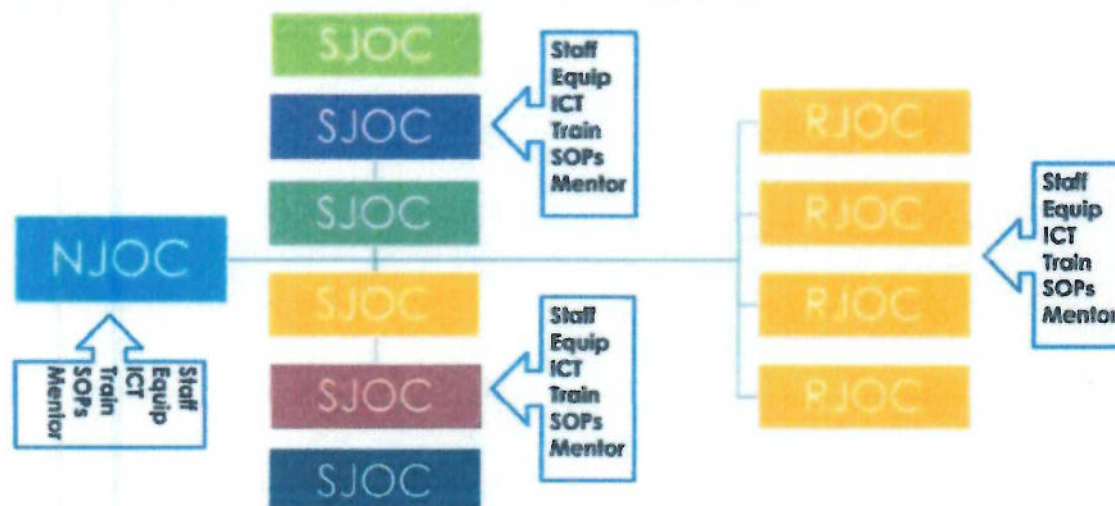 SJOC
SJOC
SJOC
SJOC
SJOC
SJOC
NJOC
Staff
Equip
ICT
Train
SOPs
Mentor
Staff
Equip
ICT
Train
SOPs
Mentor
Staff
Equip
ICT
Train
SOPs
Mentor
RJOC
RJOC
RJOC
RJOC
Staff
Equip
ICT
Train
SOPs
Mentor